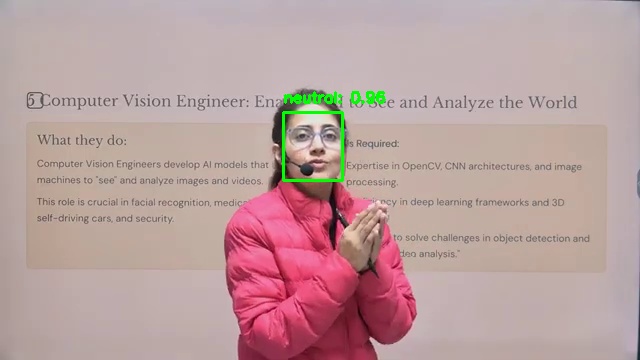 neutral: 0.96
5 Computer Vision Engineer: Ena to See and Analyze the World
What they do:
Computer Vision Engineers develop AI models that
machines to "see" and analyze images and videos.
This role is crucial in facial recognition,
self-driving cars, and security.
Required:
Expertise in OpenCV, CNN architectures, and image
processing.
in deep learning frameworks and 3D
to solve challenges in object detection and
analysis."